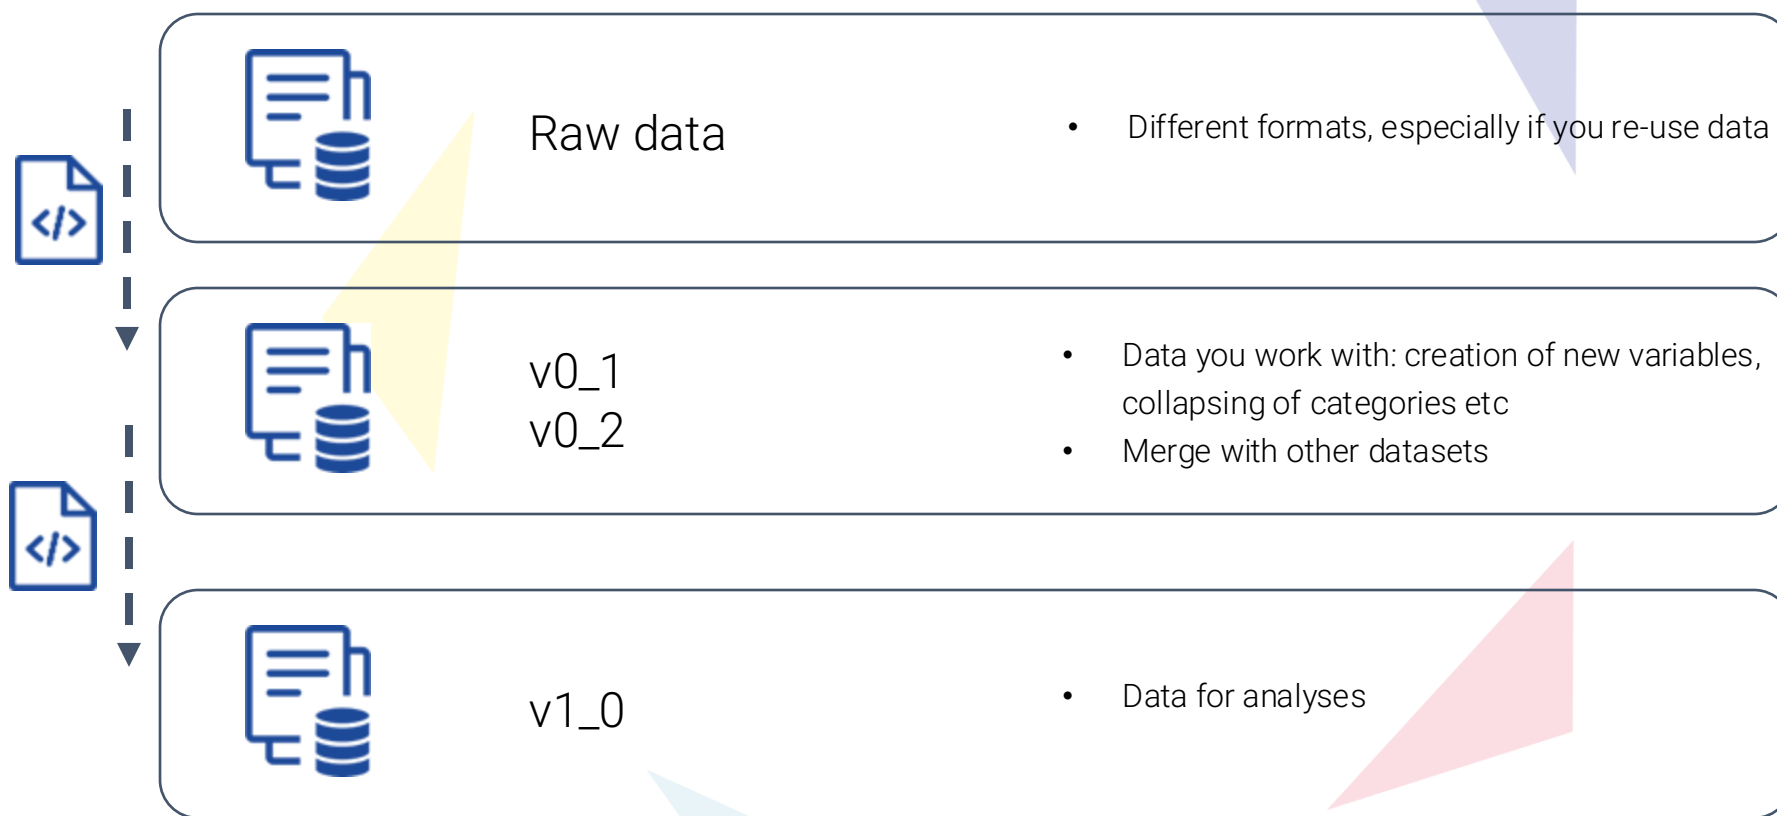 Raw data
• Different formats, especially if you re-use data
</>
v0_1
v0_2
• Data you work with: creation of new variables,
collapsing of categories etc
• Merge with other datasets
</>
v1_0
• Data for analyses